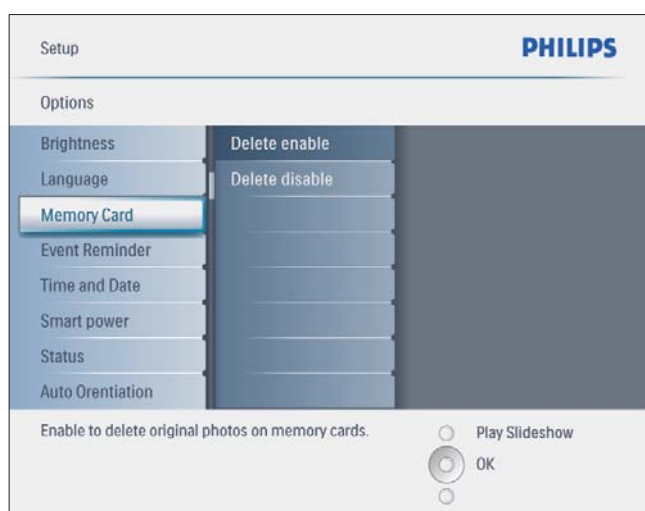 Setup
PHILIPS
Options
Brightness
Delete enable
Language
Delete disable
Memory Card
Event Reminder
Time and Date
Smart power
Status
Auto Orentiation
Enable to delete original photos on memory cards.
Play Slideshow
OK